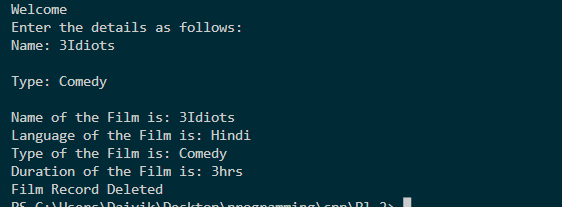 Welcome
Enter the details as follows:
Name: 3Idiots
Type: Comedy
Name of the Film is: 3Idiots
Language of the Film is: Hindi
Type of the Film is: Comedy
Duration of the Film is: 3hrs
Film Record Deleted
PS C:\Users\Daivik\Desktop\programming\cpp\Pl-2>